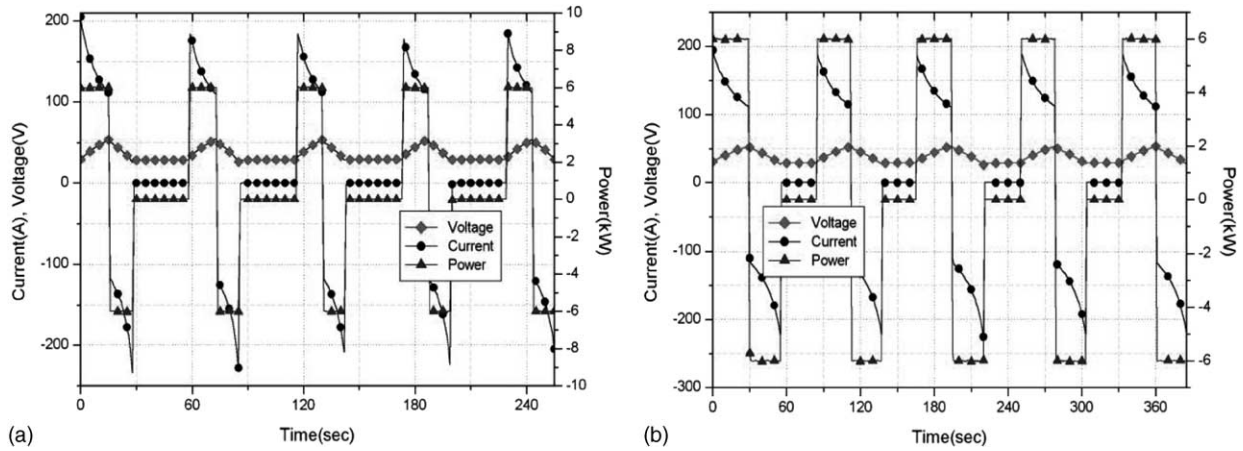 200
100
0
-100
-200
Current(A), Voltage(V)
10
8
6
4
2
0
-2
-4
-6
-8
-10
Power(kW)
Voltage
Current
Power
0 60 120 180 240
Time(sec)
(a)
200
100
0
-100
-200
-300
Current(A), Voltage(V)
6
4
2
0
-2
-4
-6
Power(kW)
Voltage
Current
Power
0 60 120 180 240 300 360
Time(sec)
(b)